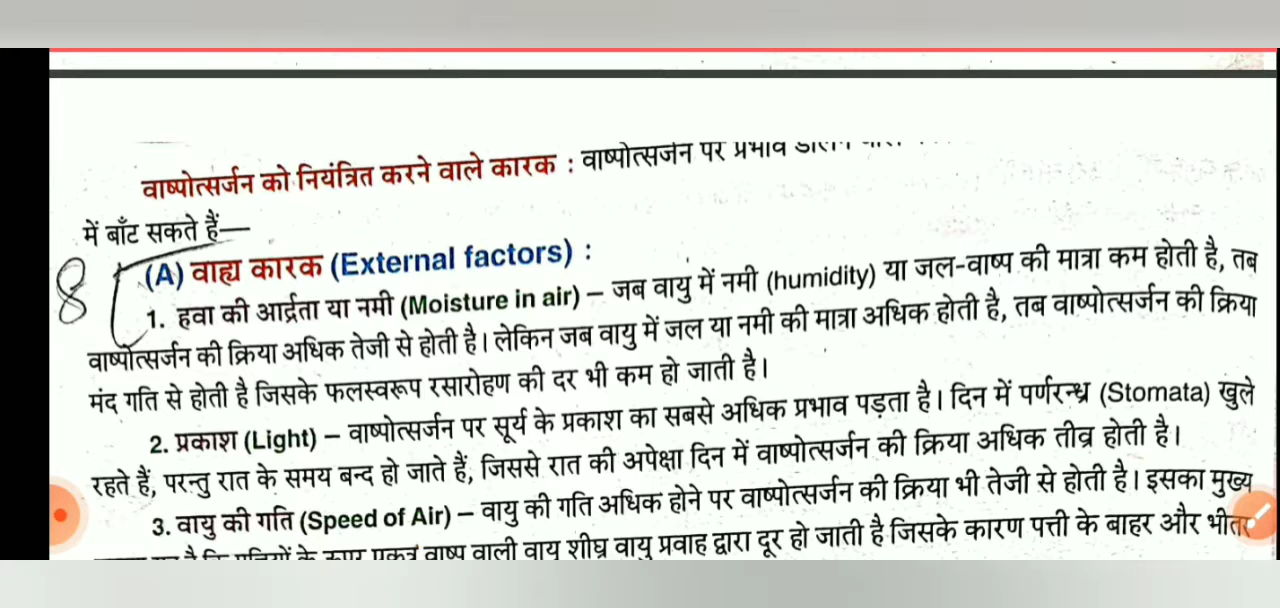 वाष्पोत्सर्जन को नियंत्रित करने वाले कारक : वाष्पोत्सर्जन पर प्रभाव
में बाँट सकते हैं—
8
(A) वाह्य कारक (External factors) :
1. हवा की आर्द्रता या नमी (Moisture in air) – जब वायु में नमी (humidity) या जल-वाष्प की मात्रा कम होती है, तब
वाष्पोत्सर्जन की क्रिया अधिक तेजी से होती है। लेकिन जब वायु में जल या नमी की मात्रा अधिक होती है, तब वाष्पोत्सर्जन की क्रिया
मंद गति से होती है जिसके फलस्वरूप रसारोहण की दर भी कम हो जाती है।
2. प्रकाश (Light) – वाष्पोत्सर्जन पर सूर्य के प्रकाश का सबसे अधिक प्रभाव पड़ता है। दिन में पर्णरन्ध्र (Stomata) खुले
रहते हैं, परन्तु रात के समय बन्द हो जाते हैं, जिससे रात की अपेक्षा दिन में वाष्पोत्सर्जन की क्रिया अधिक तीव्र होती है।
3. वायु की गति (Speed of Air) – वायु की गति अधिक होने पर वाष्पोत्सर्जन की क्रिया भी तेजी से होती है। इसका मुख्य
वाष्प वाली वायु शीघ्र वायु प्रवाह द्वारा दूर हो जाती है जिसके कारण पत्ती के बाहर और भीतर